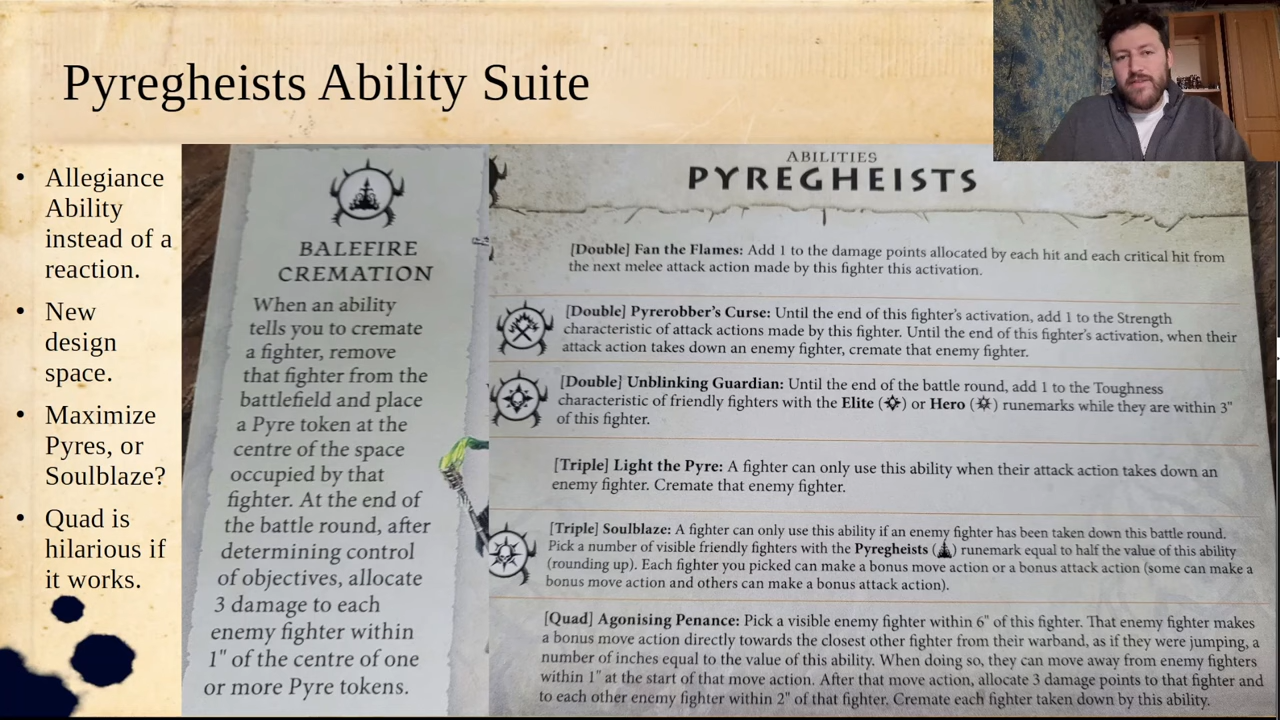 Pyregheists Ability Suite
Allegiance
Ability
instead of a
reaction.
New
design
space.
Maximize
Pyres, or
Soulblaze?
Quad is
hilarious if
it works.
BALEFIRE
CREMATION
When an ability
tells you to cremate
a fighter, remove
that fighter from the
battlefield and place
a Pyre token at the
centre of the space
occupied by that
fighter. At the end of
the battle round, after
determining control
of objectives, allocate
3 damage to each
enemy fighter within
1" of the centre of one
or more Pyre tokens.
ABILITIES
PYREGHEISTS
[Double] Fan the Flames: Add 1 to the damage points allocated by each hit and each critical hit from
the next melee attack action made by this fighter this activation.
[Double] Pyrerobber's Curse: Until the end of this fighter's activation, add 1 to the Strength
characteristic of attack actions made by this fighter. Until the end of this fighter's activation, when their
attack action takes down an enemy fighter, cremate that enemy fighter.
[Double] Unblinking Guardian: Until the end of the battle round, add 1 to the Toughness
characteristic of friendly fighters with the Elite () or Hero () runemarks while they are within 3"
of this fighter.
[Triple] Light the Pyre: A fighter can only use this ability when their attack action takes down an
enemy fighter. Cremate that enemy fighter.
[Triple] Soulblaze: A fighter can only use this ability if an enemy fighter has been taken down this battle round.
Pick a number of visible friendly fighters with the Pyregheists () runemark equal to half the value of this ability
(rounding up). Each fighter you picked can make a bonus move action or a bonus attack action (some can make a
bonus move action and others can make a bonus attack action).
[Quad] Agonising Penance: Pick a visible enemy fighter within 6" of this fighter. That enemy fighter makes
a bonus move action directly towards the closest other fighter from their warband, as if they were jumping, a
number of inches equal to the value of this ability. When doing so, they can move away from enemy fighters
within 1" at the start of that move action. After that move action, allocate 3 damage points to that fighter and
to each other enemy fighter within 2" of that fighter. Cremate each fighter taken down by this ability.